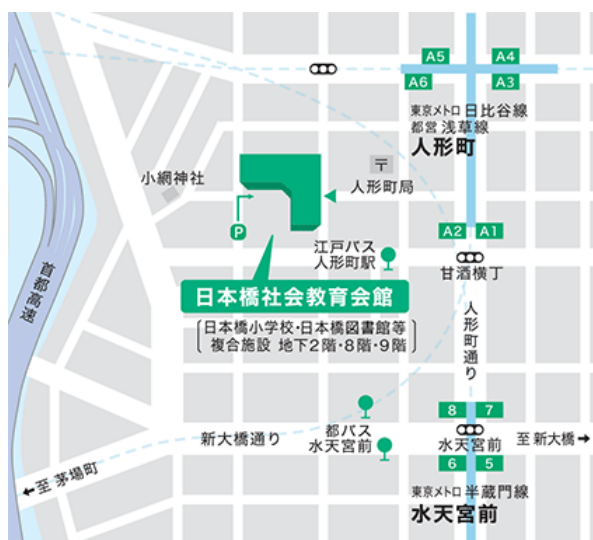 A5
A4
A6
A3
東京メトロ 日比谷線
都営 浅草線
人形町
小網神社
〒
人形町局
P
A2
A1
江戸バス
人形町駅
甘酒横丁
首都高速
日本橋社会教育会館
日本橋小学校・日本橋図書館等
複合施設 地下2階・8階・9階
人形町通り
8
7
新大橋通り
都バス
水天宮前
水天宮前
至 新大橋→
6
5
←至 茅場町
東京メトロ 半蔵門線
水天宮前